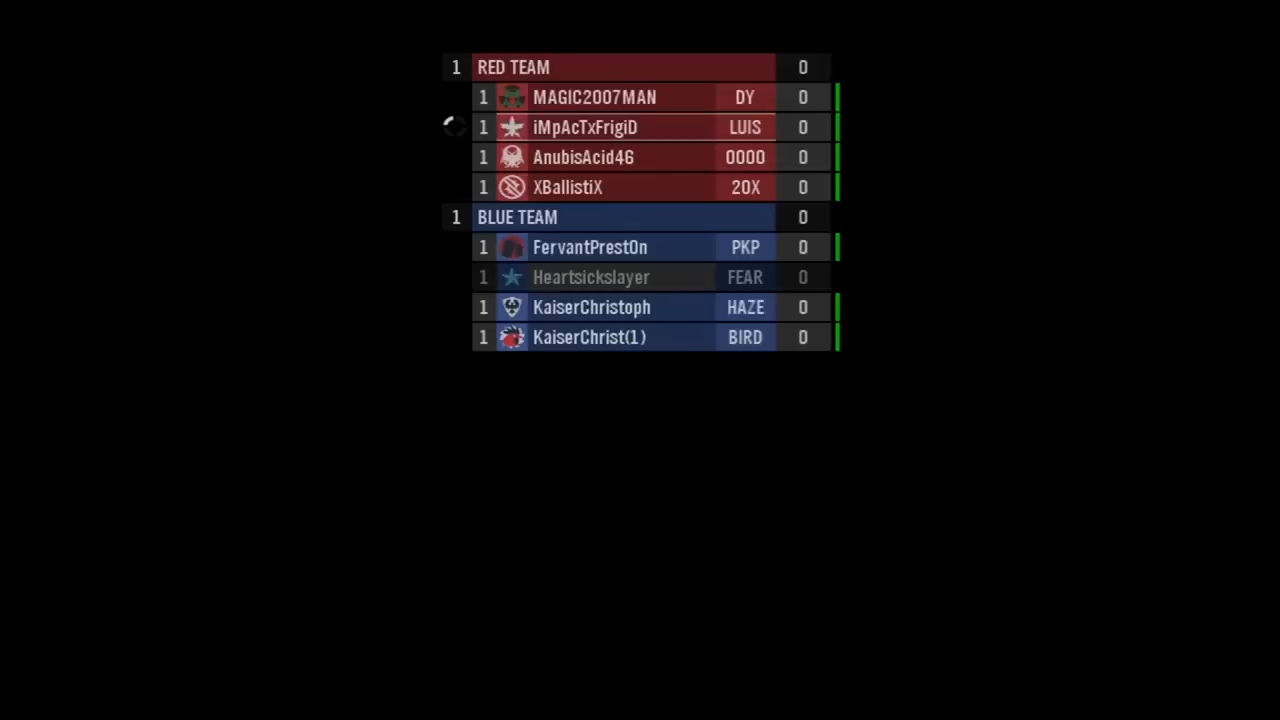 1 RED TEAM 0
1 MAGIC2007MAN DY 0
1 iMpAcTxFrigiD LUIS 0
1 AnubisAcid46 0000 0
1 XBallistiX 20X 0
1 BLUE TEAM 0
1 FervantPrest0n PKP 0
1 Heartsickslayer FEAR 0
1 KaiserChristoph HAZE 0
1 KaiserChrist(1) BIRD 0